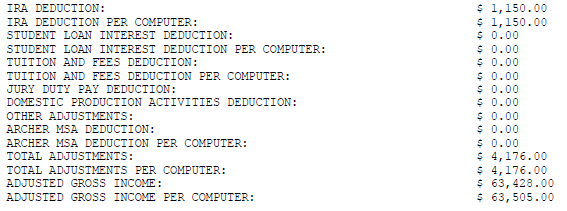 IRA DEDUCTION: $ 1,150.00
IRA DEDUCTION PER COMPUTER: $ 1,150.00
STUDENT LOAN INTEREST DEDUCTION: $ 0.00
STUDENT LOAN INTEREST DEDUCTION PER COMPUTER: $ 0.00
TUITION AND FEES DEDUCTION: $ 0.00
TUITION AND FEES DEDUCTION PER COMPUTER: $ 0.00
JURY DUTY PAY DEDUCTION: $ 0.00
DOMESTIC PRODUCTION ACTIVITIES DEDUCTION: $ 0.00
OTHER ADJUSTMENTS: $ 0.00
ARCHER MSA DEDUCTION: $ 0.00
ARCHER MSA DEDUCTION PER COMPUTER: $ 0.00
TOTAL ADJUSTMENTS: $ 4,176.00
TOTAL ADJUSTMENTS PER COMPUTER: $ 4,176.00
ADJUSTED GROSS INCOME: $ 63,428.00
ADJUSTED GROSS INCOME PER COMPUTER: $ 63,505.00